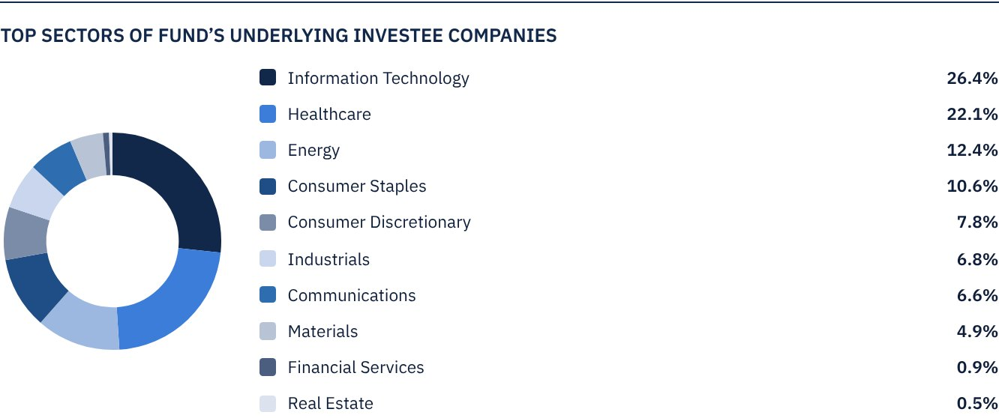 TOP SECTORS OF FUND’S UNDERLYING INVESTEE COMPANIES
Information Technology 26.4%
Healthcare 22.1%
Energy 12.4%
Consumer Staples 10.6%
Consumer Discretionary 7.8%
Industrials 6.8%
Communications 6.6%
Materials 4.9%
Financial Services 0.9%
Real Estate 0.5%